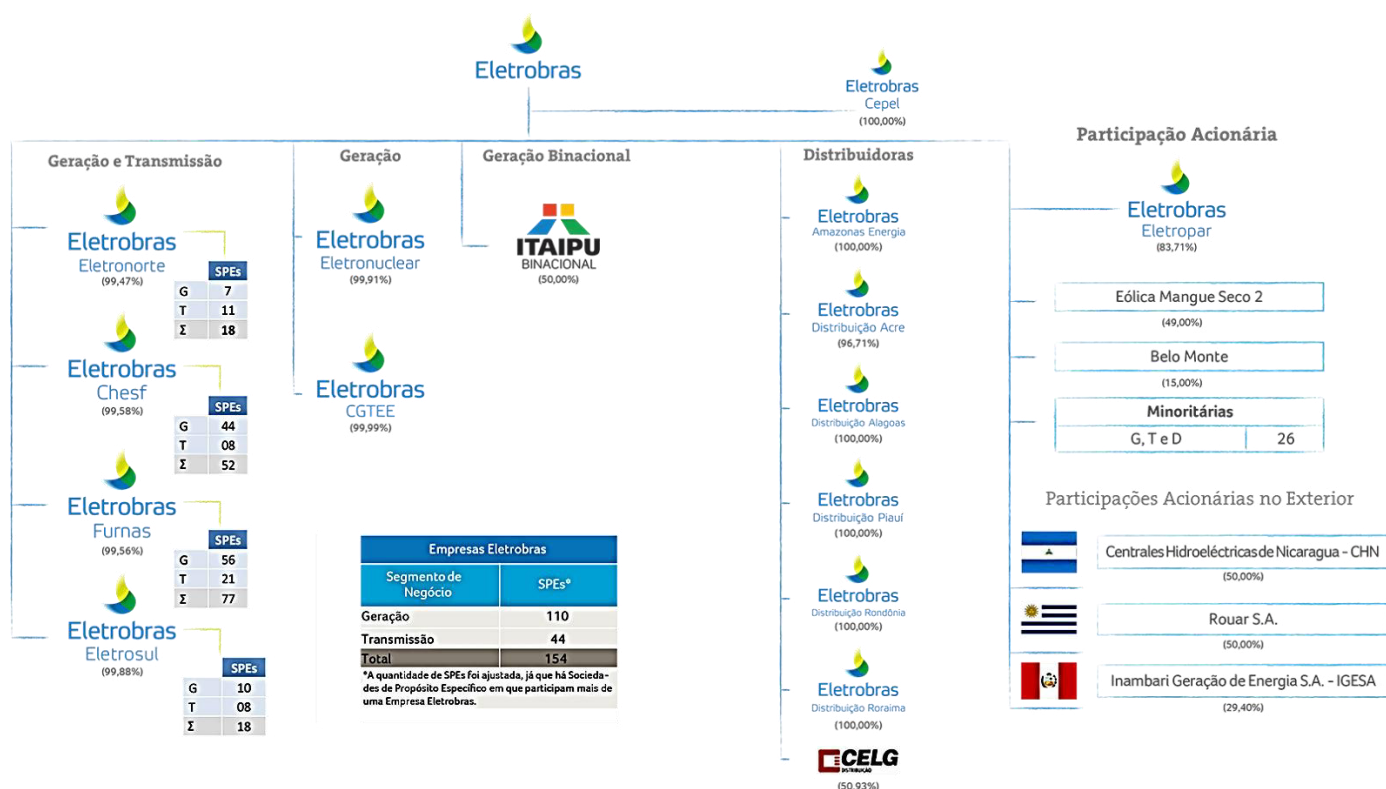 Eletrobras
Eletrobras
Cepel
(100,00%)
Geração e Transmissão
Eletrobras
Eletronorte
(99,47%)
SPEs
G 7
T 11
Σ 18
Eletrobras
Chesf
(99,58%)
SPEs
G 44
T 08
Σ 52
Eletrobras
Furnas
(99,56%)
SPEs
G 56
T 21
Σ 77
Eletrobras
Eletrosul
(99,88%)
SPEs
G 10
T 08
Σ 18
Geração
Eletrobras
Eletronuclear
(99,91%)
Eletrobras
CGTEE
(99,99%)
Geração Binacional
ITAIPU
BINACIONAL
(50,00%)
Empresas Eletrobras
Segmento de
Negócio
SPEs*
Geração 110
Transmissão 44
Total 154
*A quantidade de SPEs foi ajustada, já que há Socieda-
des de Propósito Específico em que participam mais de
uma Empresa Eletrobras.
Distribuidoras
Eletrobras
Amazonas Energia
(100,00%)
Eletrobras
Distribuição Acre
(96,71%)
Eletrobras
Distribuição Alagoas
(100,00%)
Eletrobras
Distribuição Piauí
(100,00%)
Eletrobras
Distribuição Rondônia
(100,00%)
Eletrobras
Distribuição Roraima
(100,00%)
CELG
DISTRIBUIÇÃO
(50,93%)
Participação Acionária
Eletrobras
Eletropar
(83,71%)
Eólica Mangue Seco 2
(49,00%)
Belo Monte
(15,00%)
Minoritárias
G, T e D 26
Participações Acionárias no Exterior
Centrales Hidroeléctricas de Nicaragua - CHN
(50,00%)
Rouar S.A.
(50,00%)
Inambari Geração de Energia S.A. - IGESA
(29,40%)